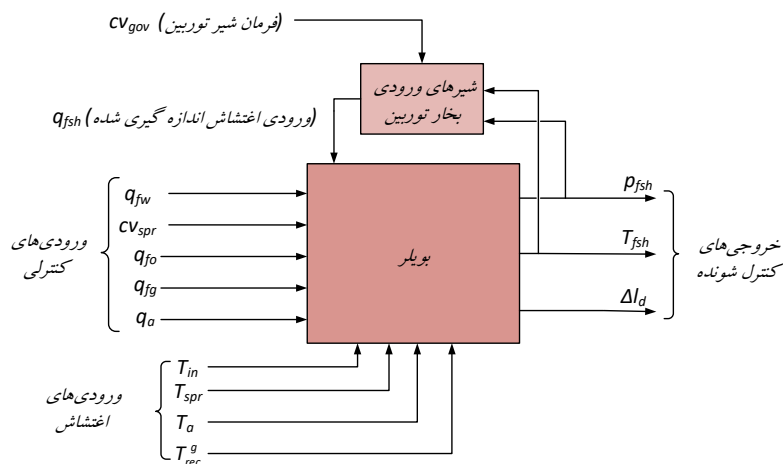 cv_gov (فرمان شیر توربین)
شیرهای ورودی
بخار توربین
q_fsh (ورودی اغتشاش اندازه گیری شده)
ورودی‌های
کنترلی
q_fw
cv_spr
q_fo
q_fg
q_a
بویلر
p_fsh
T_fsh
Δl_d
خروجی‌های
کنترل شونده
ورودی‌های
اغتشاش
T_in
T_spr
T_a
T_rec^g